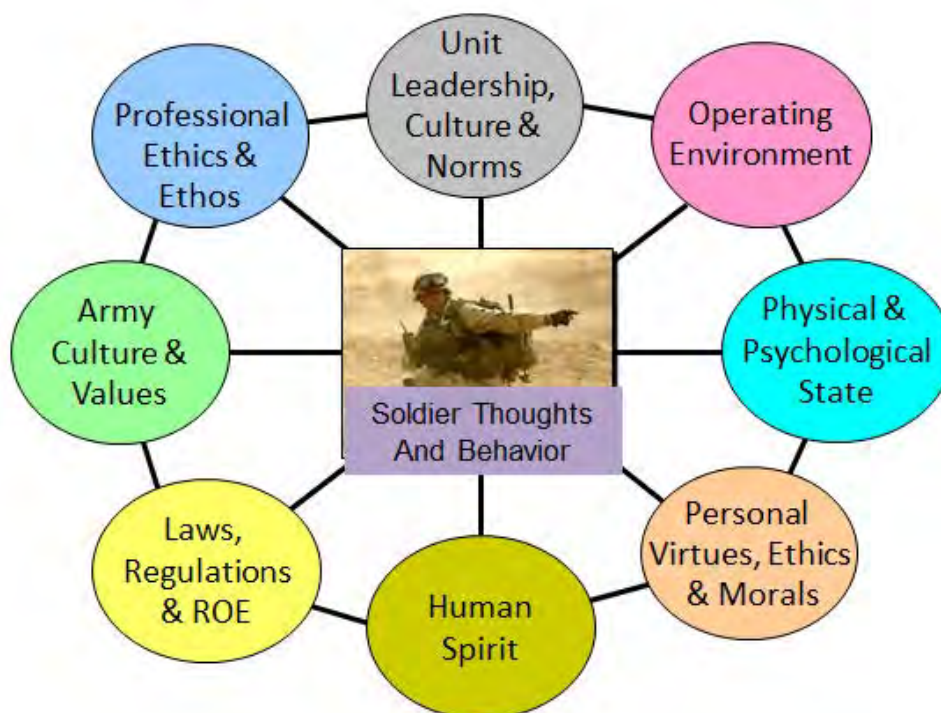 Unit
Leadership,
Culture &
Norms
Professional
Ethics &
Ethos
Operating
Environment
Army
Culture &
Values
Physical &
Psychological
State
Soldier Thoughts
And Behavior
Laws,
Regulations
& ROE
Personal
Virtues, Ethics
& Morals
Human
Spirit